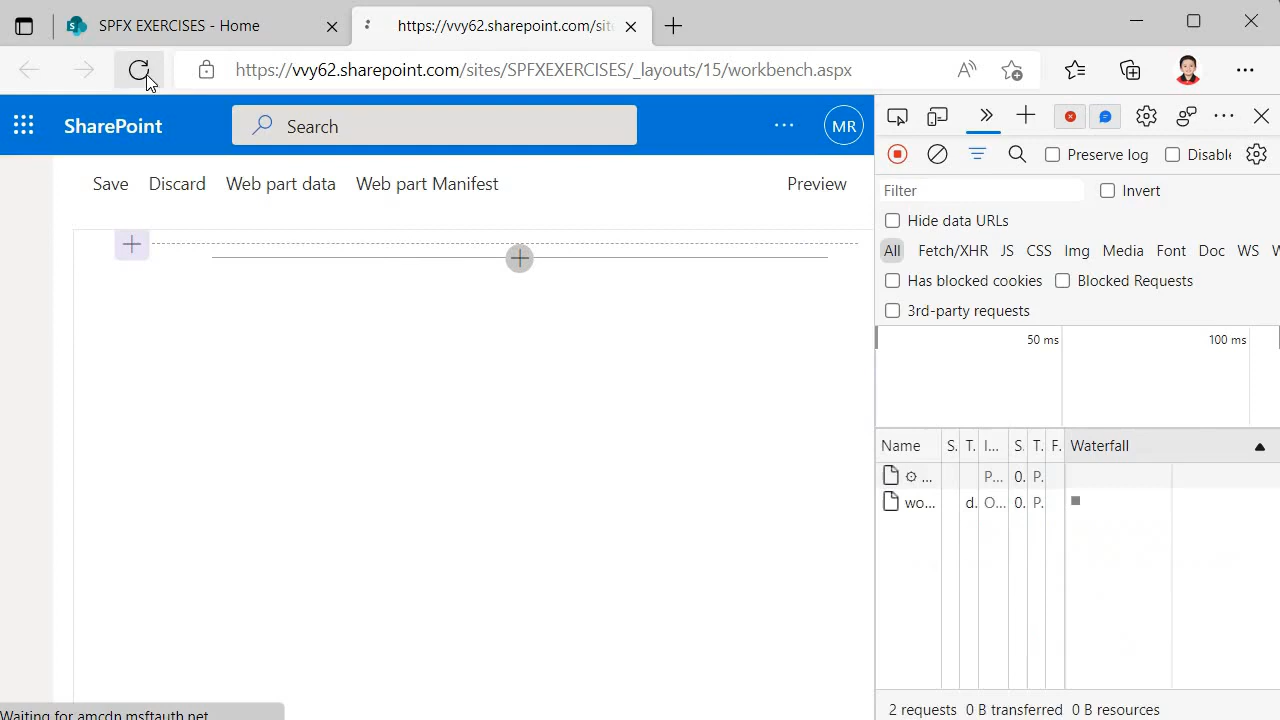 SPFX EXERCISES - Home
https://vvy62.sharepoint.com/sit
https://vvy62.sharepoint.com/sites/SPFXEXERCISES/_layouts/15/workbench.aspx
SharePoint
Search
MR
Save Discard Web part data Web part Manifest Preview
Preserve log
Disable
Filter
Invert
Hide data URLs
All Fetch/XHR JS CSS Img Media Font Doc WS W
Has blocked cookies
Blocked Requests
3rd-party requests
50 ms 100 ms
Name S. T. I... S. T. F. Waterfall
... P... 0. P.
wo... d. O... 0. P.
2 requests 0 B transferred 0 B resources
Waiting for amcdn.msftauth.net